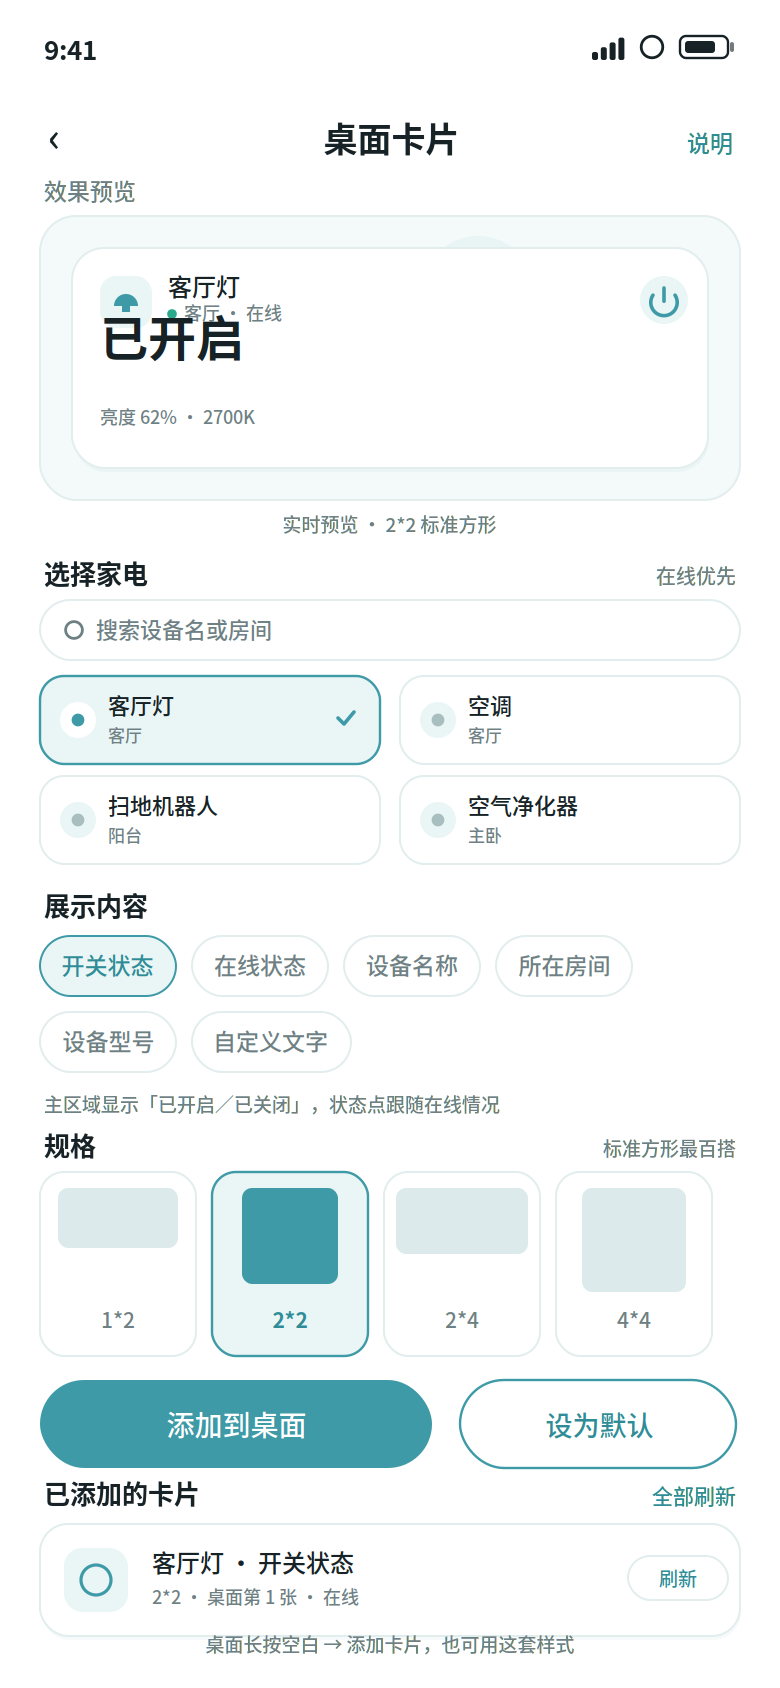 9:41
‹
桌面卡片
说明
效果预览
客厅灯
客厅 · 在线
已开启
亮度 62% · 2700K
实时预览 · 2*2 标准方形
选择家电
在线优先
搜索设备名或房间
客厅灯
客厅
空调
客厅
扫地机器人
阳台
空气净化器
主卧
展示内容
开关状态
在线状态
设备名称
所在房间
设备型号
自定义文字
主区域显示「已开启／已关闭」，状态点跟随在线情况
规格
标准方形最百搭
1*2
2*2
2*4
4*4
添加到桌面
设为默认
已添加的卡片
全部刷新
客厅灯 · 开关状态
2*2 · 桌面第 1 张 · 在线
刷新
桌面长按空白 → 添加卡片，也可用这套样式